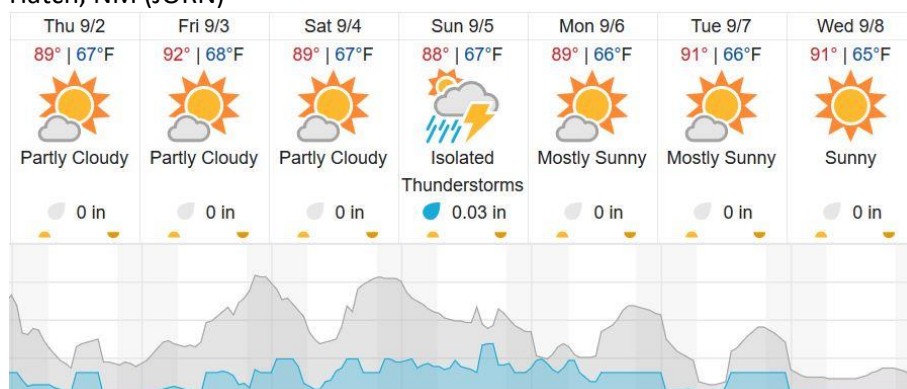 Hatch, NM (JORN)
Thu 9/2 Fri 9/3 Sat 9/4 Sun 9/5 Mon 9/6 Tue 9/7 Wed 9/8
89° | 67°F 92° | 68°F 89° | 67°F 88° | 67°F 89° | 66°F 91° | 66°F 91° | 65°F
Partly Cloudy Partly Cloudy Partly Cloudy Isolated Mostly Sunny Mostly Sunny Sunny
Thunderstorms
0 in 0 in 0 in 0.03 in 0 in 0 in 0 in